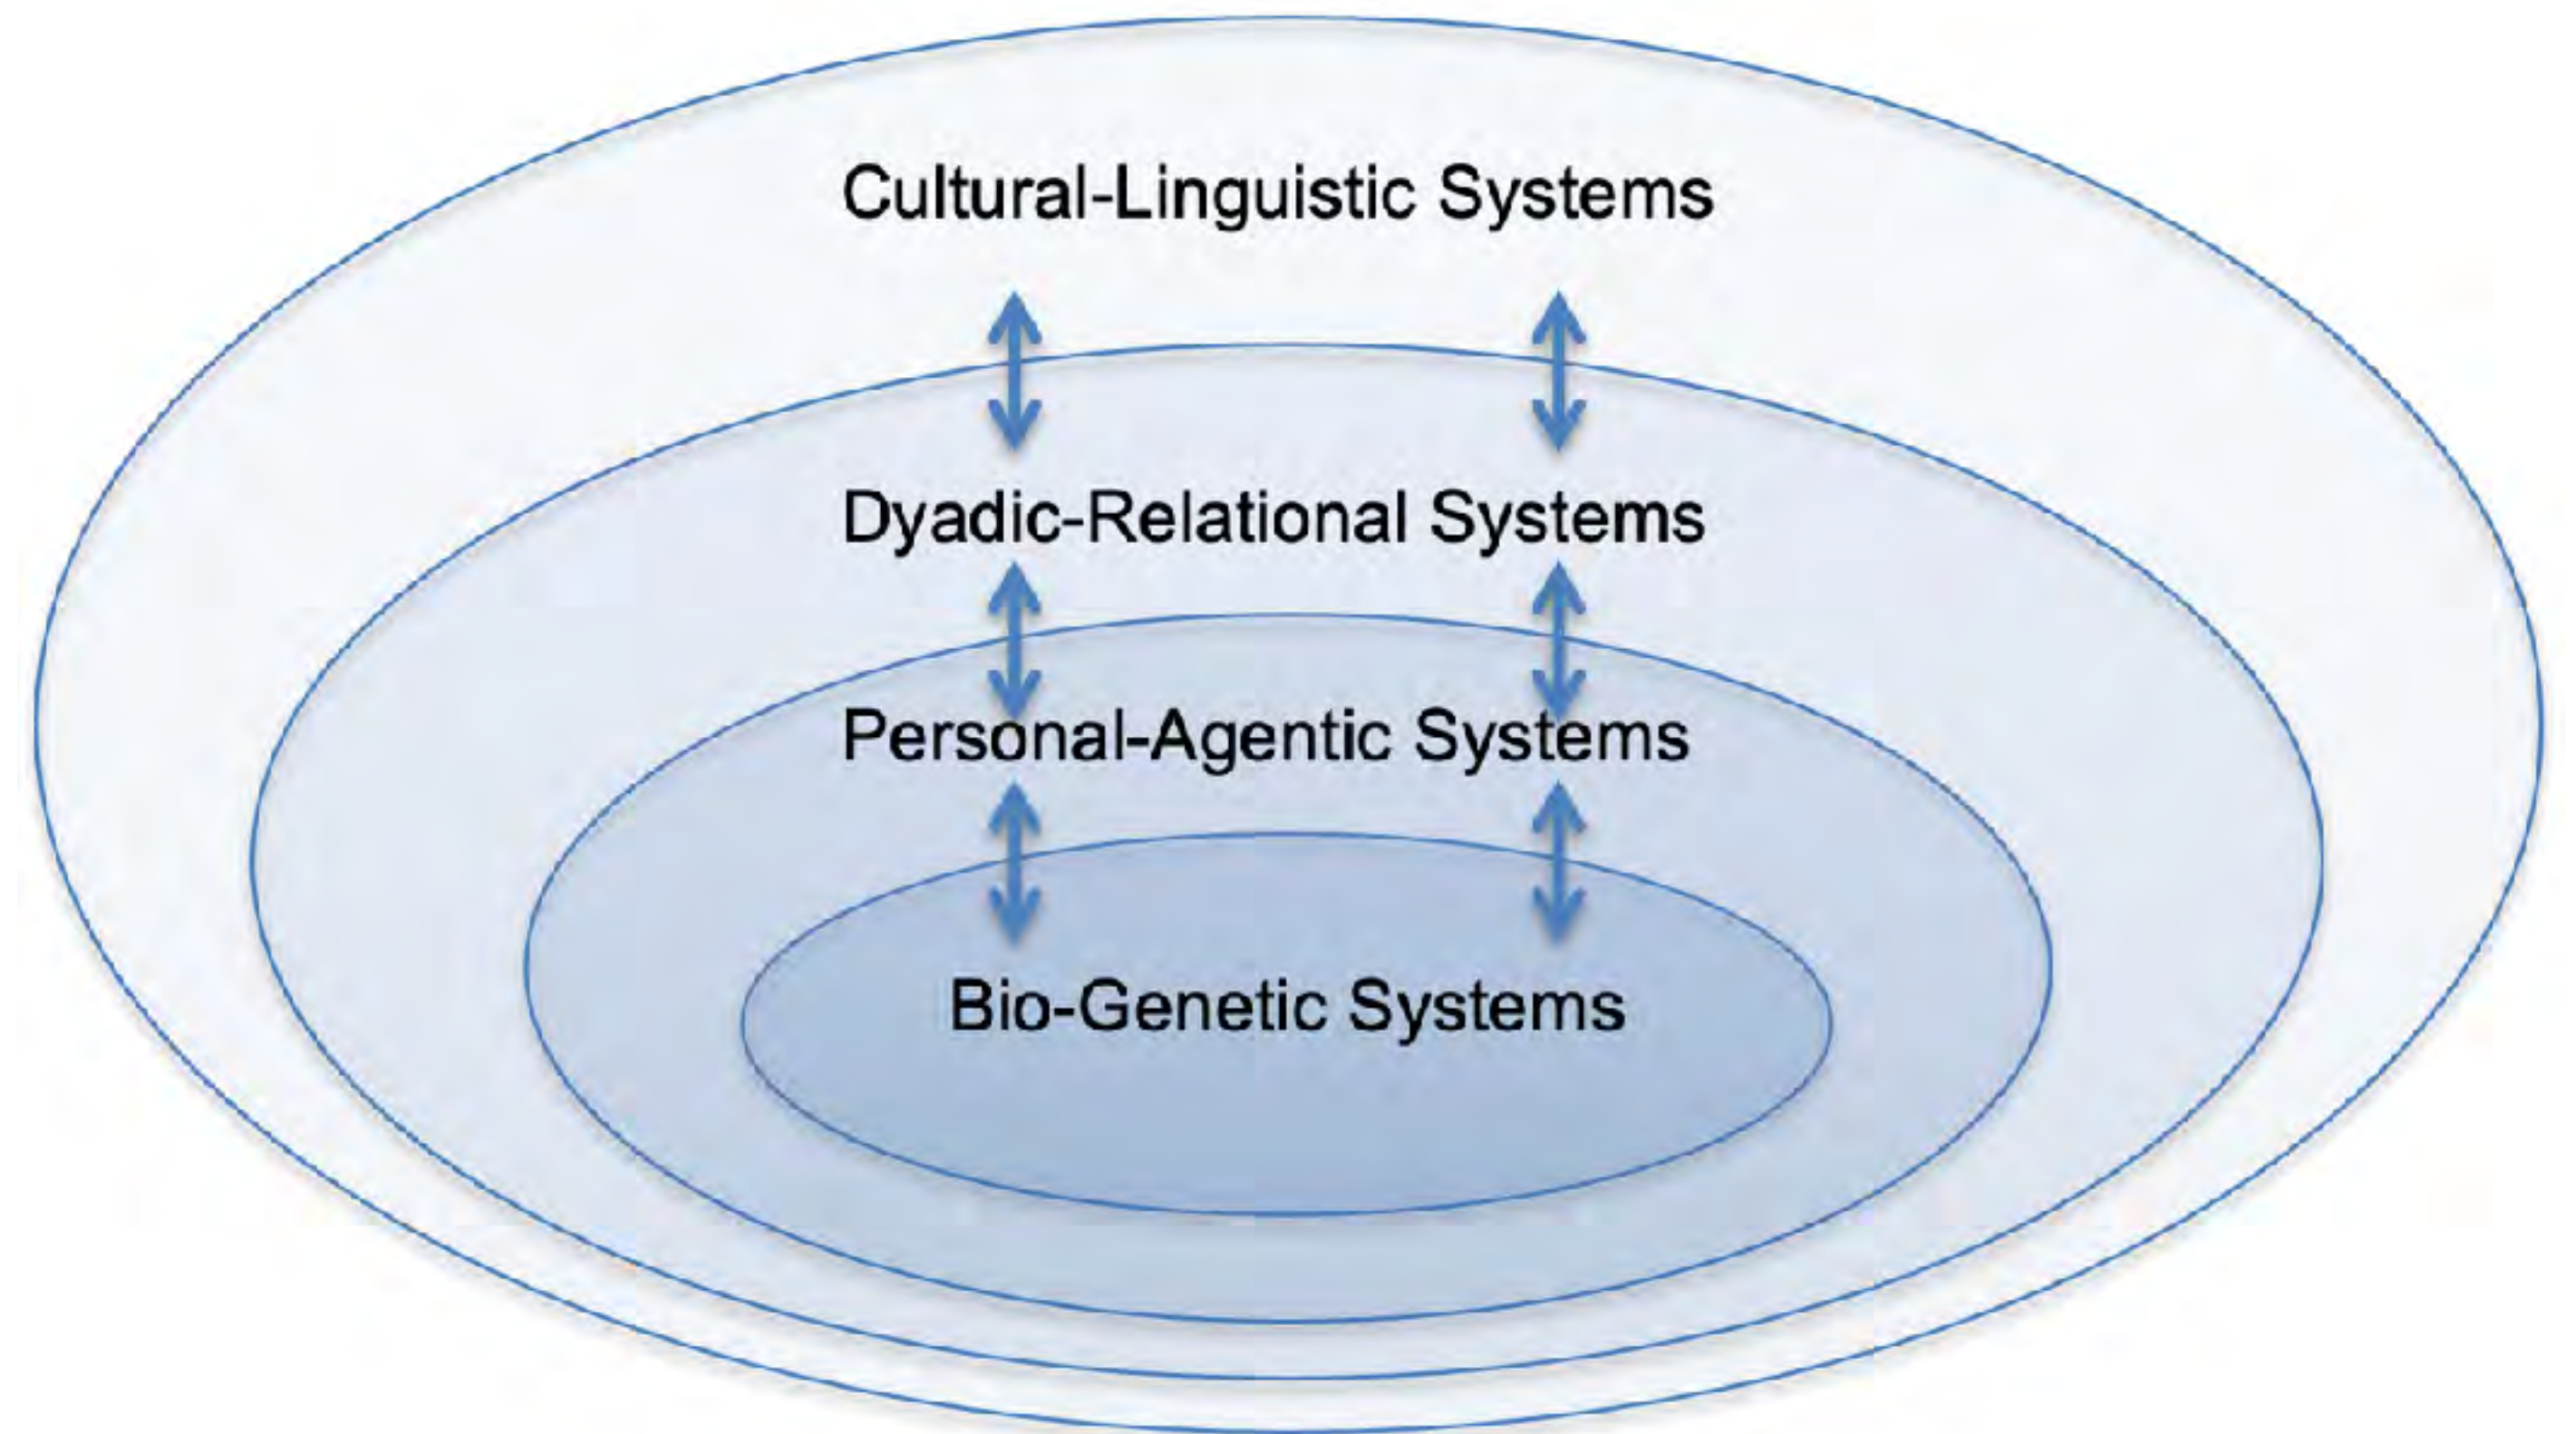 Cultural-Linguistic Systems
Dyadic-Relational Systems
Personal-Agentic Systems
Bio-Genetic Systems